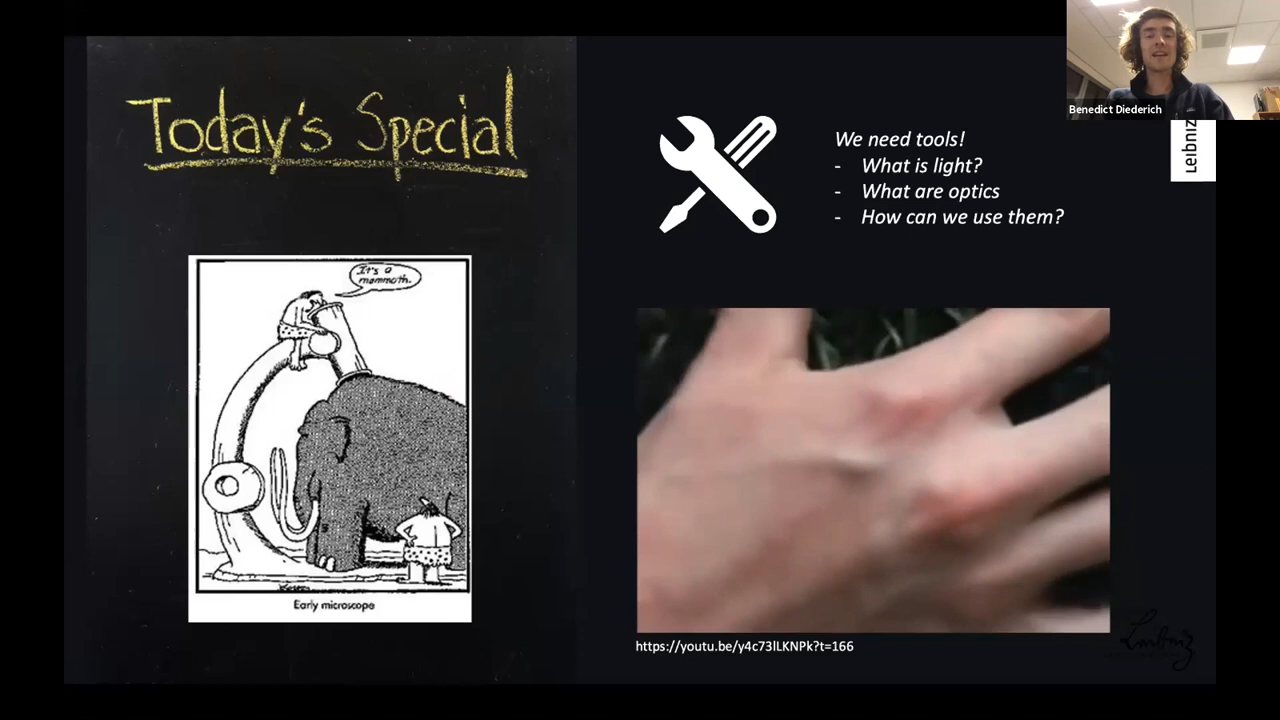 Today's Special
It's a
mammoth.
Early microscope
We need tools!
- What is light?
- What are optics
- How can we use them?
https://youtu.be/y4c73lLKNPk?t=166
Benedict Diederich
Leibniz
Leibniz